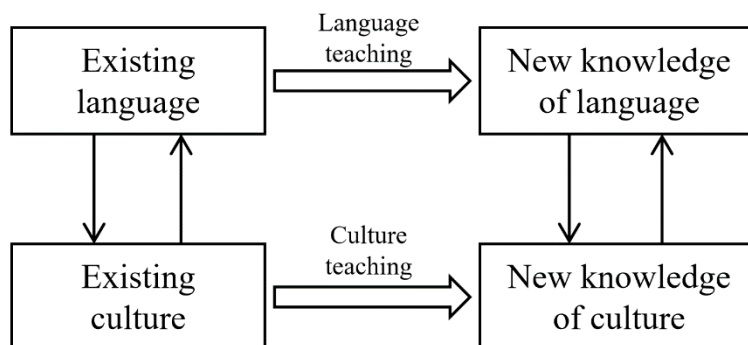 Existing
language
Language
teaching
New knowledge
of language
Existing
culture
Culture
teaching
New knowledge
of culture